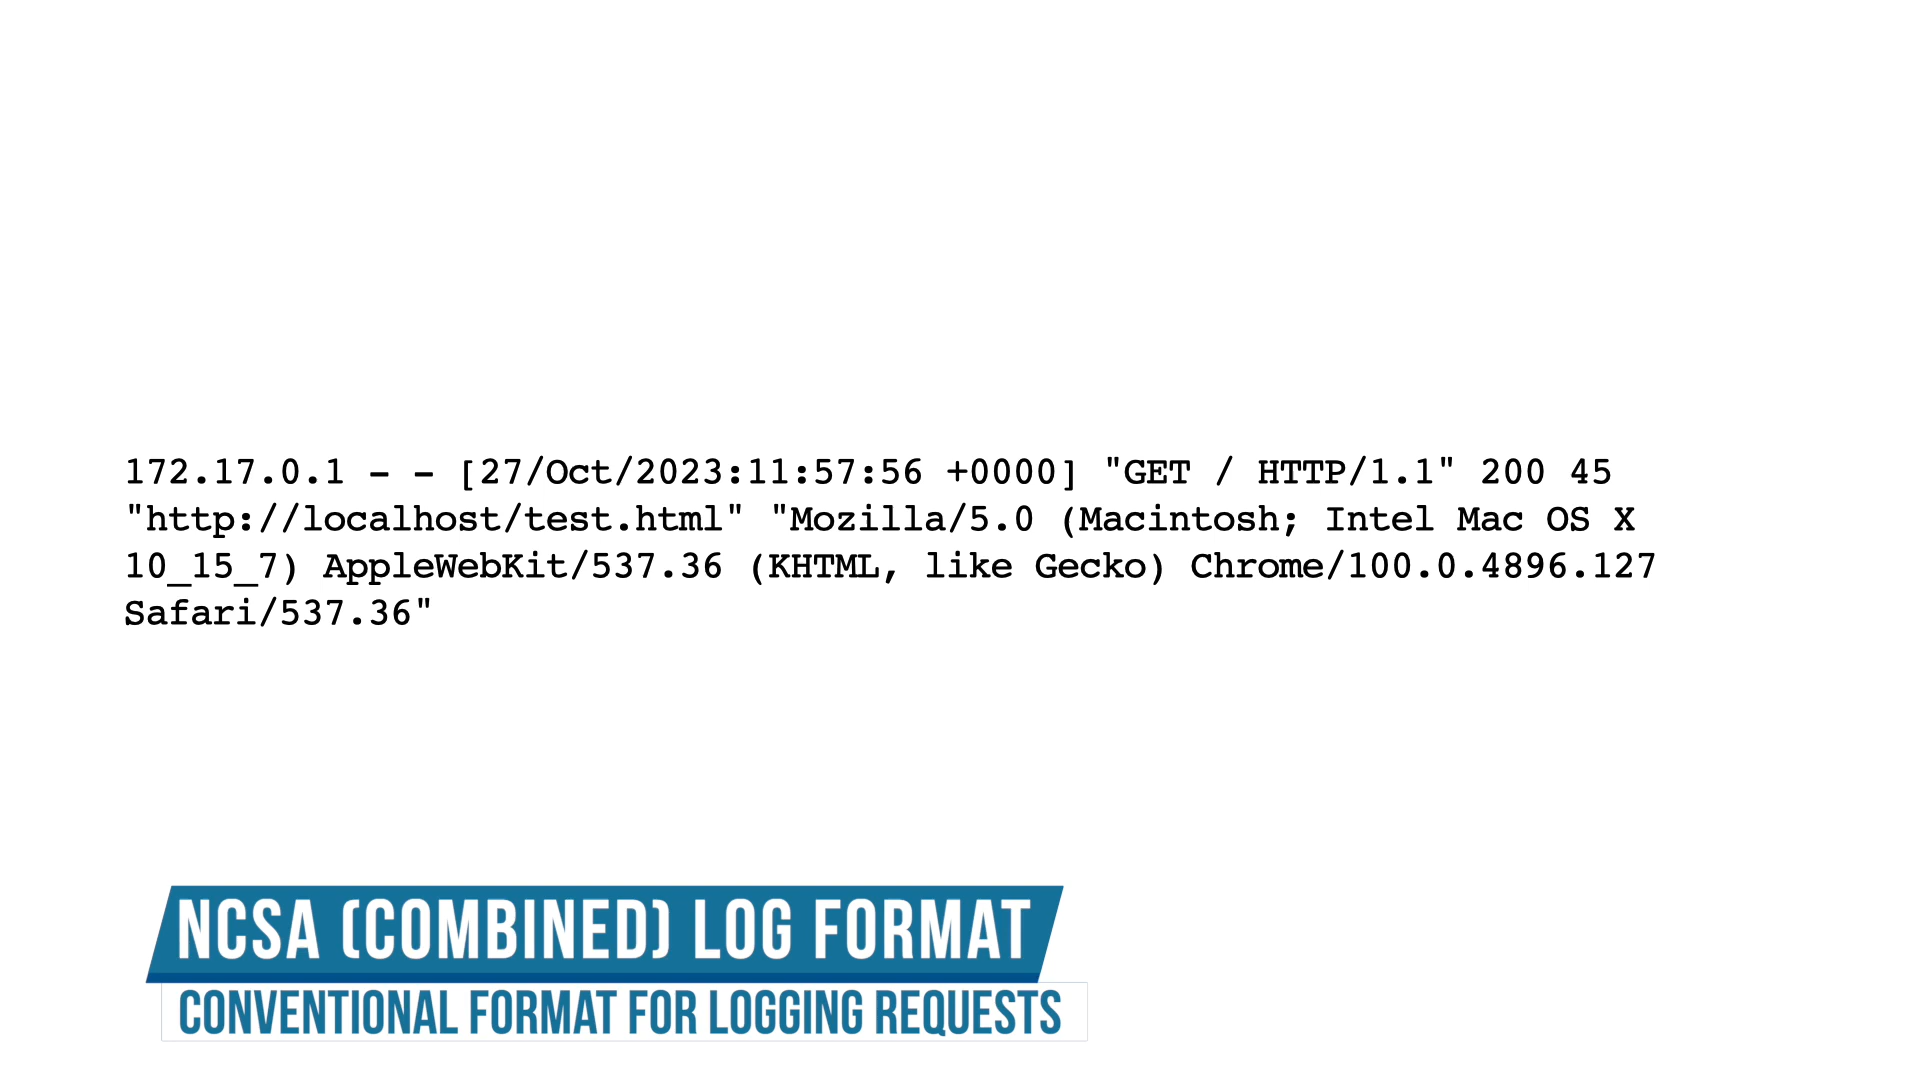 172.17.0.1 - - [27/Oct/2023:11:57:56 +0000] "GET / HTTP/1.1" 200 45
"http://localhost/test.html" "Mozilla/5.0 (Macintosh; Intel Mac OS X
10_15_7) AppleWebKit/537.36 (KHTML, like Gecko) Chrome/100.0.4896.127
Safari/537.36"
NCSA (COMBINED) LOG FORMAT
CONVENTIONAL FORMAT FOR LOGGING REQUESTS